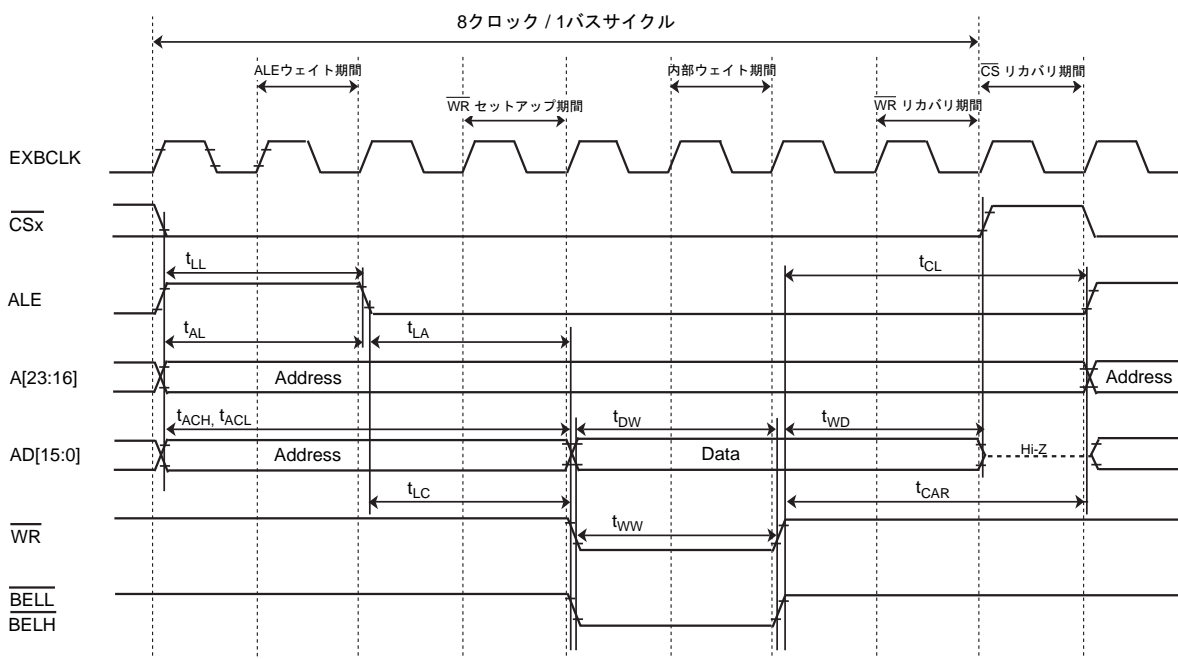 8クロック / 1バスサイクル
ALEウェイト期間
内部ウェイト期間
CS リカバリ期間
WR セットアップ期間
WR リカバリ期間
EXBCLK
CSx
tLL
tCL
ALE
tAL
tLA
A[23:16]
Address
Address
tACH, tACL
tDW
tWD
AD[15:0]
Address
Data
Hi-Z
tLC
tCAR
WR
tWW
BELL
BELH